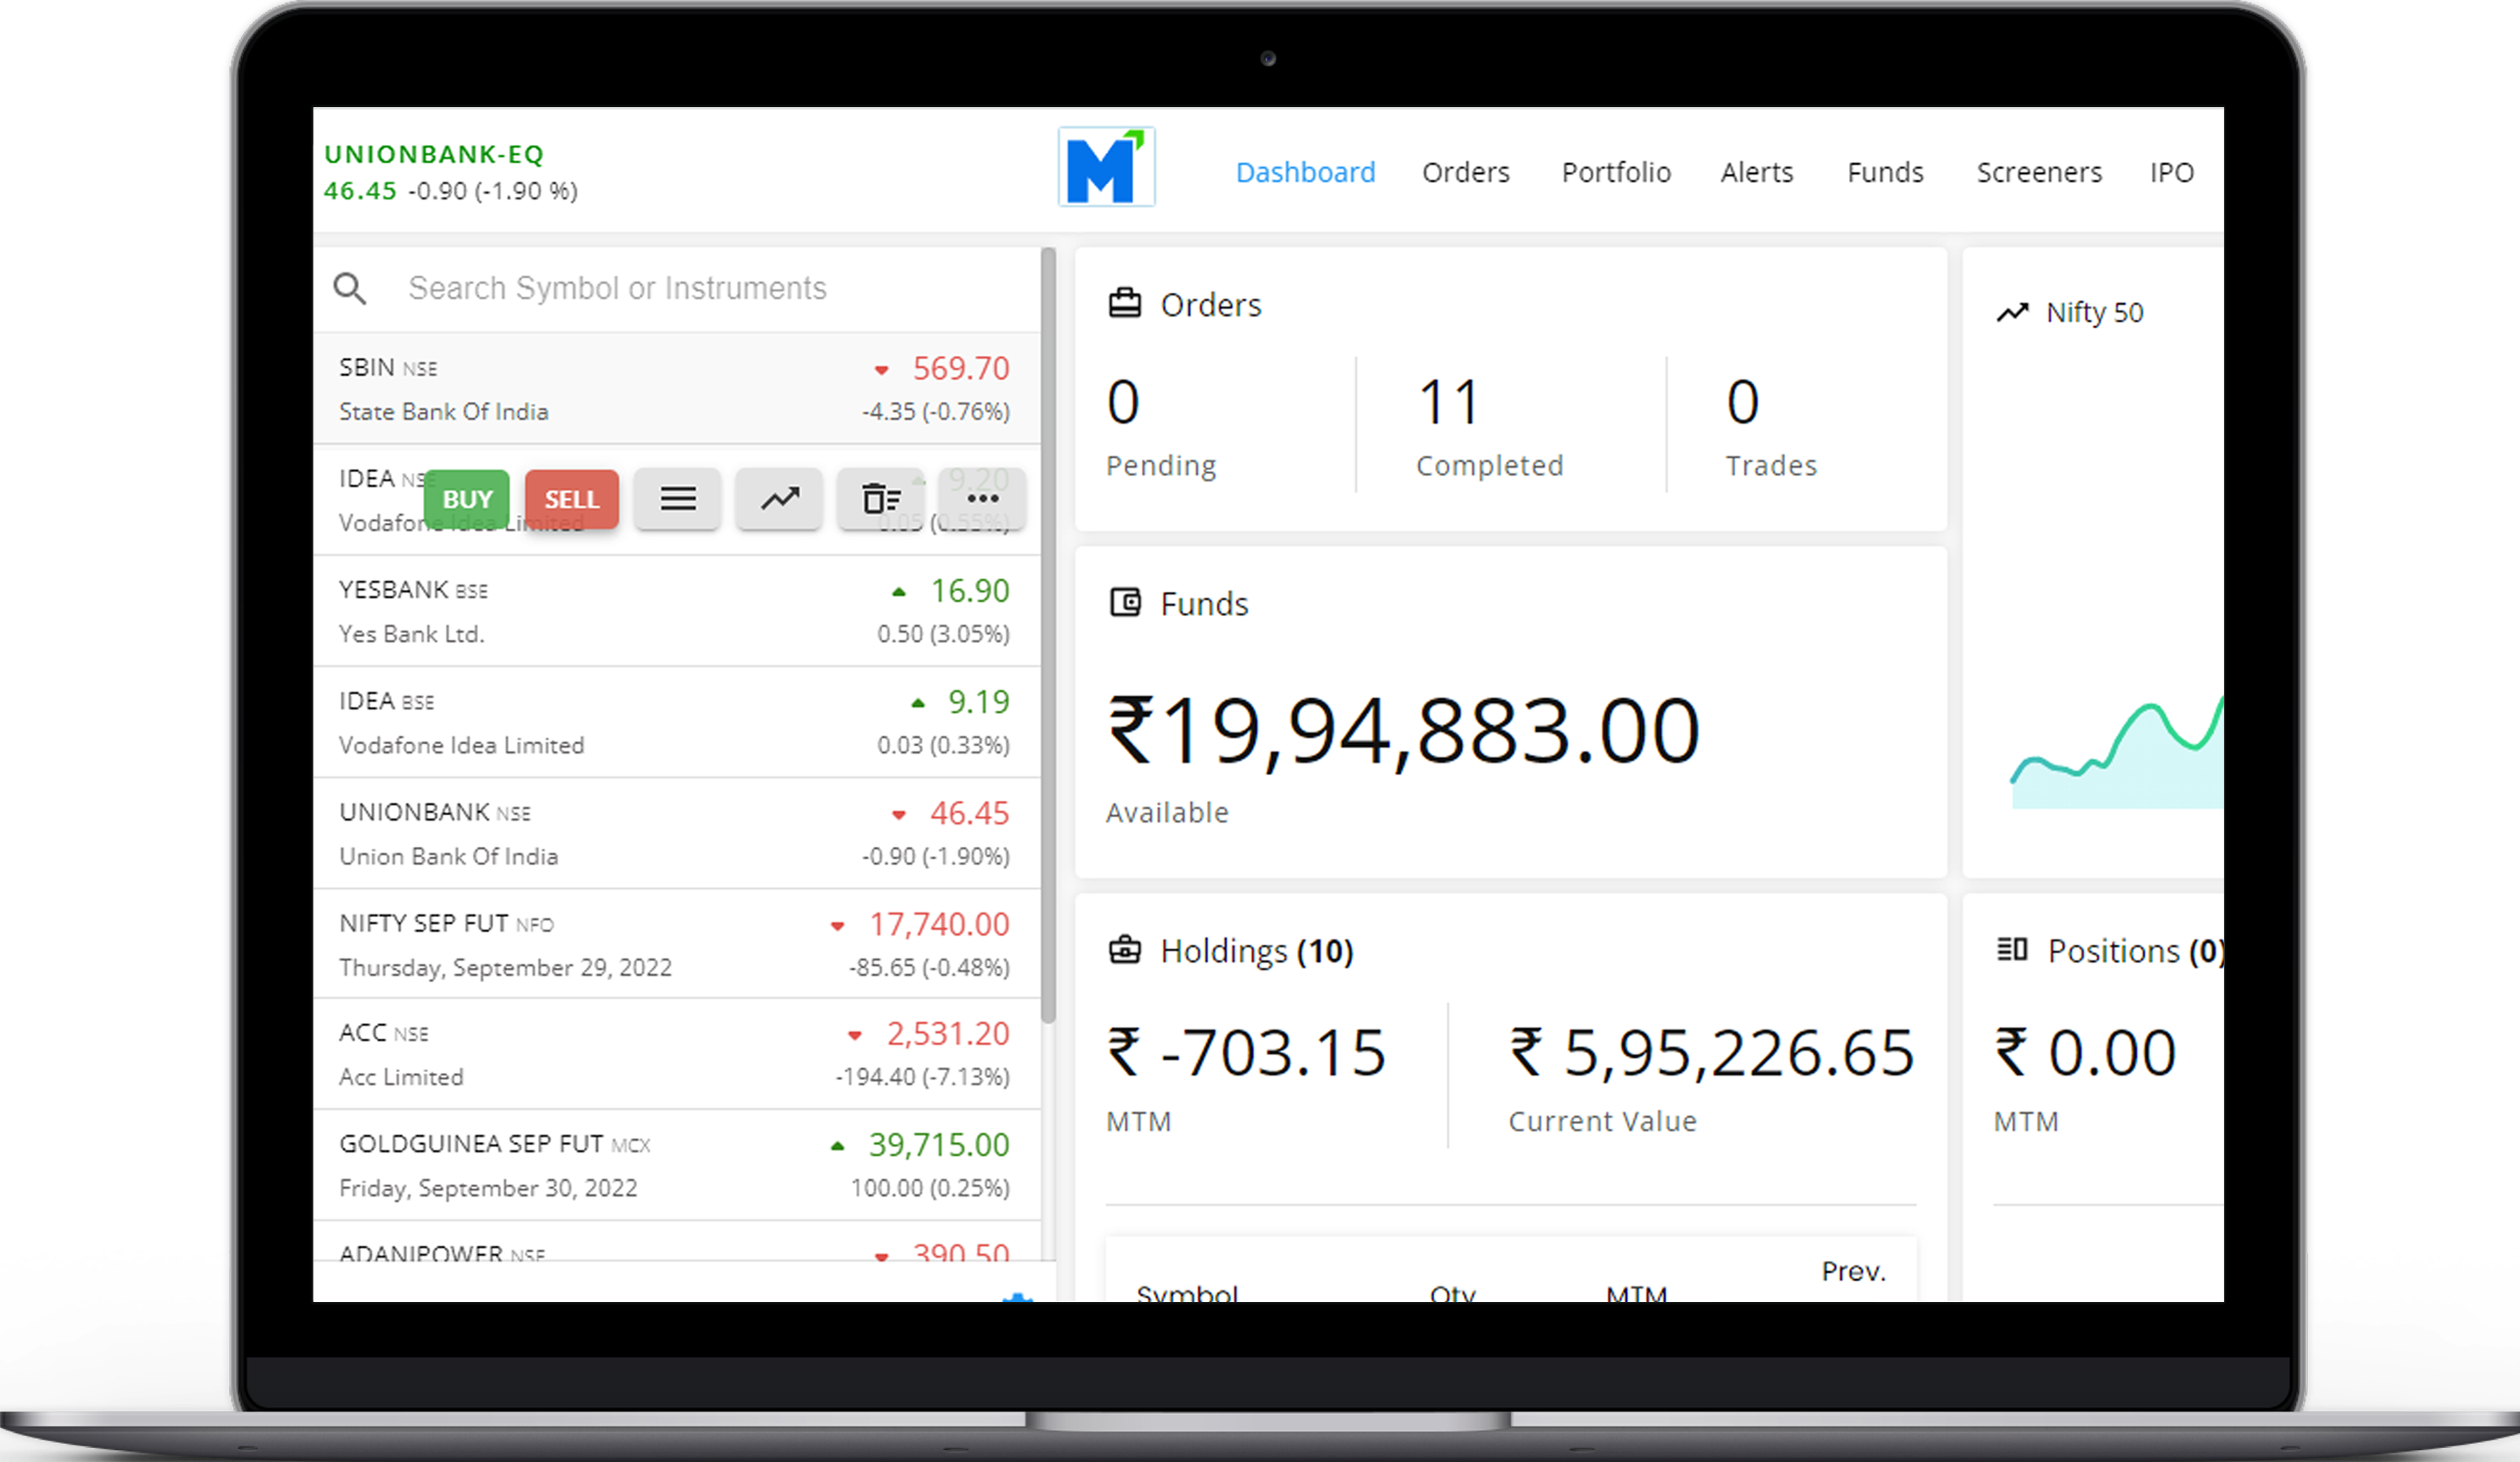 UNIONBANK-EQ
46.45 -0.90 (-1.90 %)
M
Dashboard Orders Portfolio Alerts Funds Screeners IPO
Search Symbol or Instruments
SBIN NSE 569.70
State Bank Of India -4.35 (-0.76%)
IDEA NSE 9.20
BUY SELL
Vodafone Idea Limited 0.05 (0.55%)
YESBANK BSE 16.90
Yes Bank Ltd. 0.50 (3.05%)
IDEA BSE 9.19
Vodafone Idea Limited 0.03 (0.33%)
UNIONBANK NSE 46.45
Union Bank Of India -0.90 (-1.90%)
NIFTY SEP FUT NFO 17,740.00
Thursday, September 29, 2022 -85.65 (-0.48%)
ACC NSE 2,531.20
Acc Limited -194.40 (-7.13%)
GOLDGUINEA SEP FUT MCX 39,715.00
Friday, September 30, 2022 100.00 (0.25%)
ADANIPOWER NSE 390.50
Orders
0 11 0
Pending Completed Trades
Funds
₹19,94,883.00
Available
Holdings (10)
₹ -703.15 ₹ 5,95,226.65
MTM Current Value
Prev.
Symbol Qty MTM
Nifty 50
Positions (0)
₹ 0.00
MTM